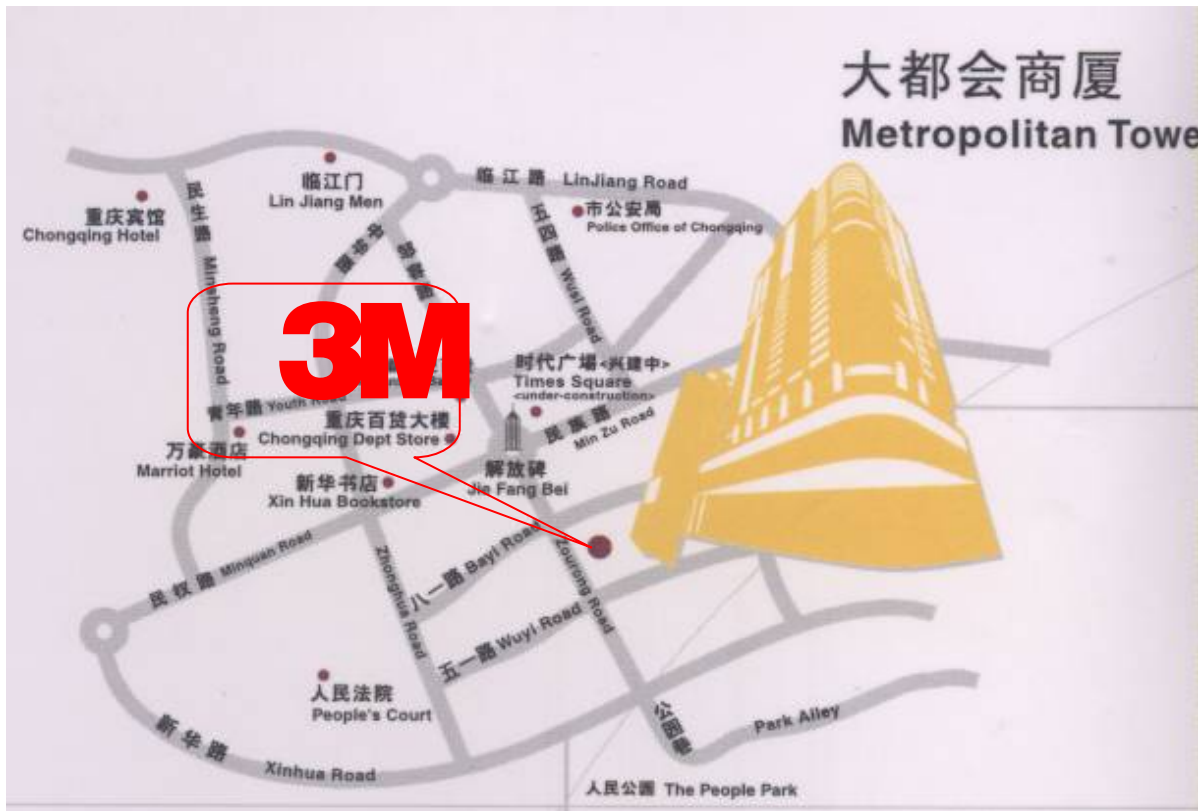 大都会商厦
Metropolitan Towe
临江门
Lin Jiang Men
临江路 LinJiang Road
重庆宾馆
Chongqing Hotel
民生路 Minsheng Road
市公安局
Police Office of Chongqing
中华路
五四路 Wusi Road
3M
时代广場<兴建中>
Times Square
<under-construction>
青年路 Youth Road
重庆百货大楼
Chongqing Dept Store
民族路 Min Zu Road
万豪酒店
Marriot Hotel
新华书店
Xin Hua Bookstore
解放碑
Jie Fang Bei
民权路 Minquan Road
Zhonghua Road
八一路 Bayi Road
Zourong Road
五一路 Wuyi Road
人民法院
People's Court
新华路 Xinhua Road
公园路
Park Alley
人民公園 The People Park